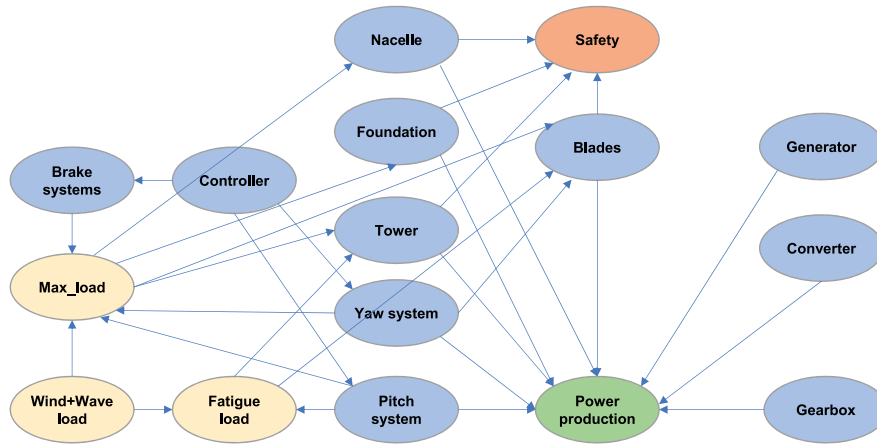 Nacelle
Safety
Foundation
Blades
Generator
Brake
systems
Controller
Tower
Converter
Max_load
Yaw system
Wind+Wave
load
Fatigue
load
Pitch
system
Power
production
Gearbox